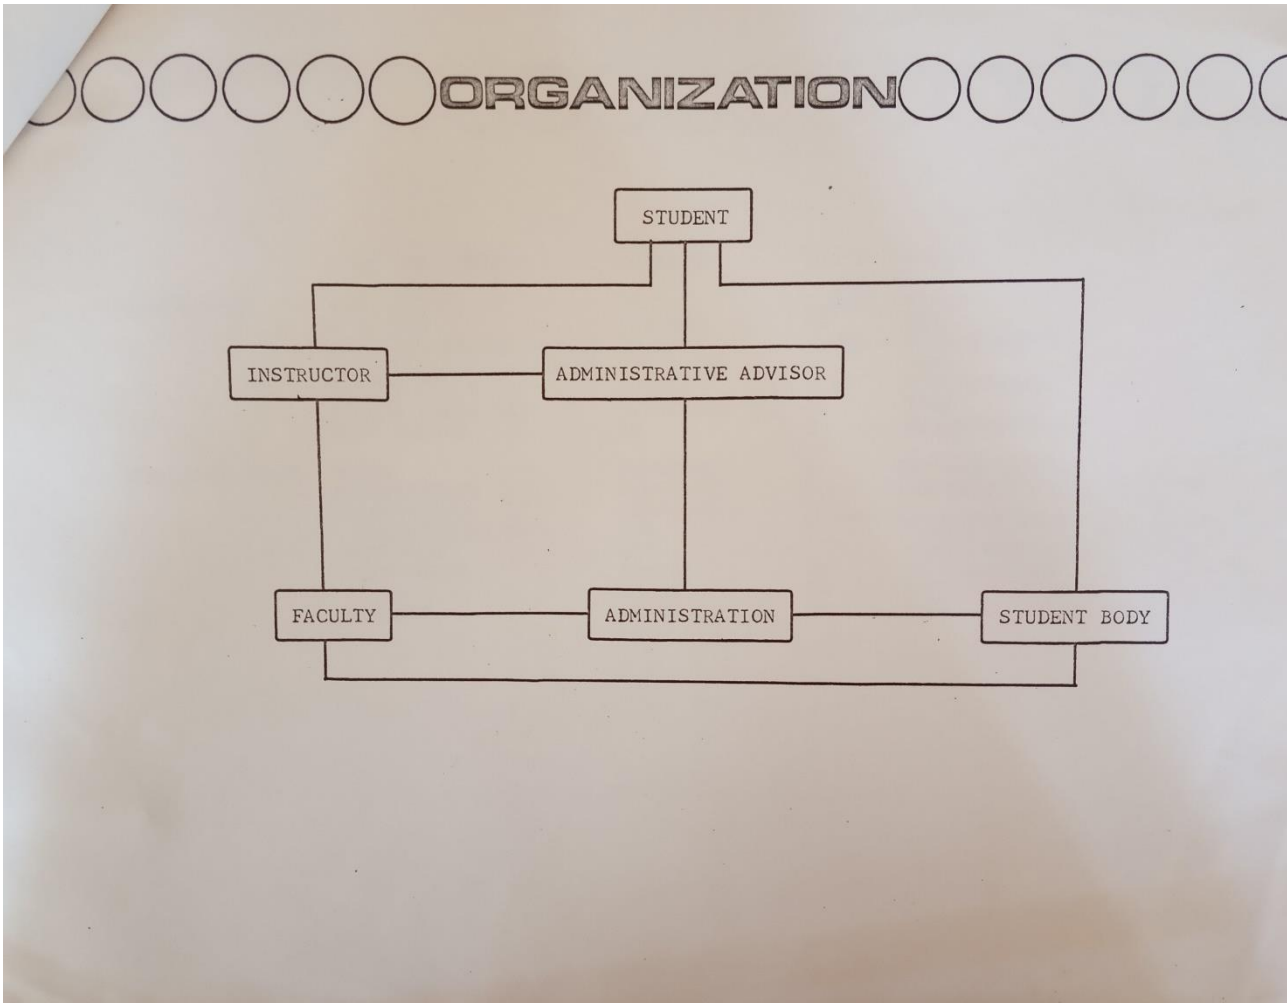 ORGANIZATION
STUDENT
INSTRUCTOR
ADMINISTRATIVE ADVISOR
FACULTY
ADMINISTRATION
STUDENT BODY